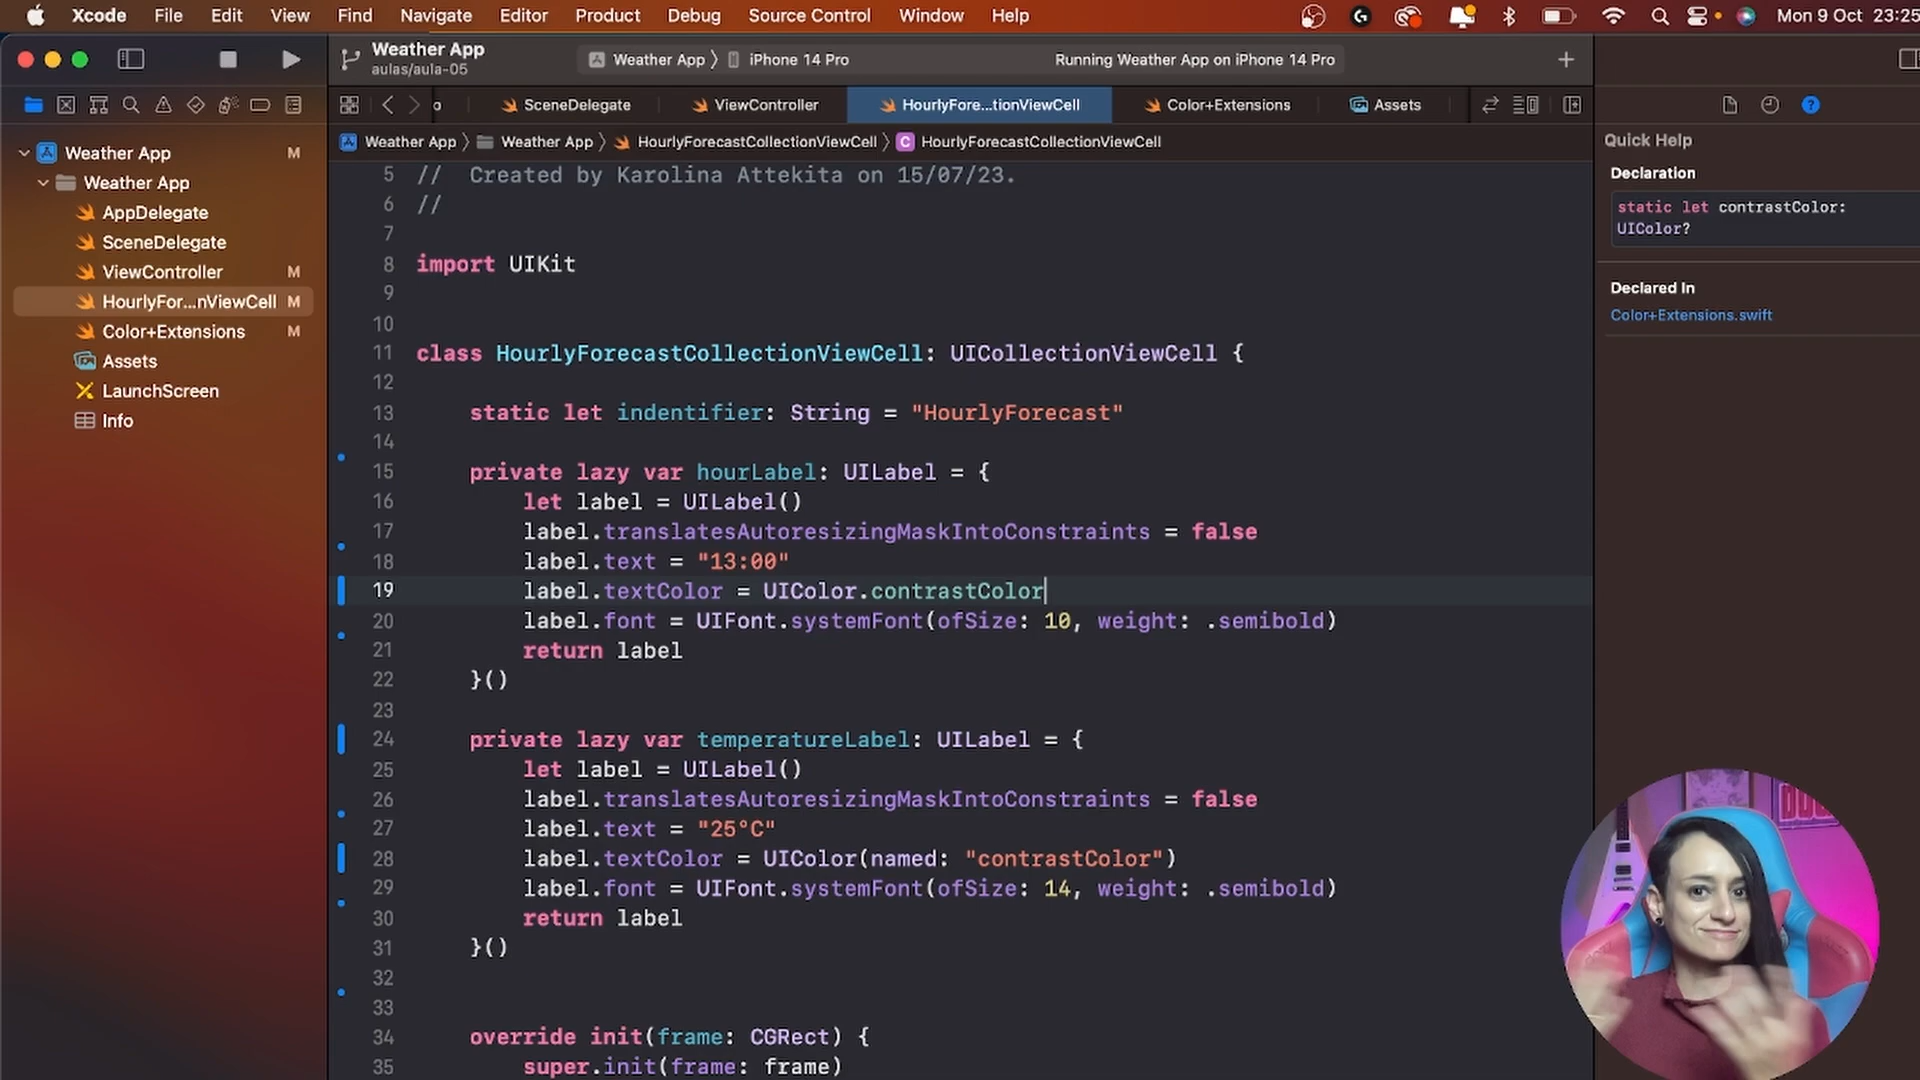 Xcode File Edit View Find Navigate Editor Product Debug Source Control Window Help Mon 9 Oct 23:25
Weather App
aulas/aula-05
Weather App 〉 iPhone 14 Pro
Running Weather App on iPhone 14 Pro
SceneDelegate ViewController HourlyFore...tionViewCell Color+Extensions Assets
Weather App 〉 Weather App 〉 HourlyForecastCollectionViewCell 〉 C HourlyForecastCollectionViewCell
Weather App M
Weather App
AppDelegate
SceneDelegate
ViewController M
HourlyFor...nViewCell M
Color+Extensions M
Assets
LaunchScreen
Info
5 //  Created by Karolina Attekita on 15/07/23.
6 //
7
8 import UIKit
9
10
11 class HourlyForecastCollectionViewCell: UICollectionViewCell {
12
13 static let indentifier: String = "HourlyForecast"
14
15 private lazy var hourLabel: UILabel = {
16 let label = UILabel()
17 label.translatesAutoresizingMaskIntoConstraints = false
18 label.text = "13:00"
19 label.textColor = UIColor.contrastColor
20 label.font = UIFont.systemFont(ofSize: 10, weight: .semibold)
21 return label
22 }()
23
24 private lazy var temperatureLabel: UILabel = {
25 let label = UILabel()
26 label.translatesAutoresizingMaskIntoConstraints = false
27 label.text = "25°C"
28 label.textColor = UIColor(named: "contrastColor")
29 label.font = UIFont.systemFont(ofSize: 14, weight: .semibold)
30 return label
31 }()
32
33
34 override init(frame: CGRect) {
35 super.init(frame: frame)
Quick Help
Declaration
static let contrastColor:
UIColor?
Declared In
Color+Extensions.swift